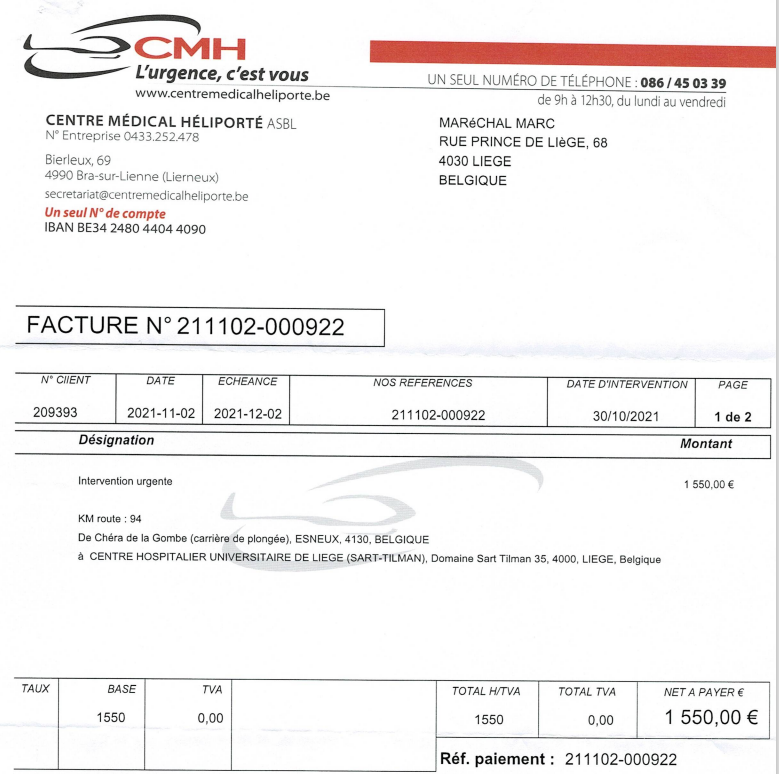 CMH
L'urgence, c'est vous
www.centremedicalheliporte.be
UN SEUL NUMÉRO DE TÉLÉPHONE : 086 / 45 03 39
de 9h à 12h30, du lundi au vendredi
CENTRE MÉDICAL HÉLIPORTÉ ASBL
N° Entreprise 0433.252.478
Bierleux, 69
4990 Bra-sur-Lienne (Lierneux)
secretariat@centremedicalheliporte.be
Un seul N° de compte
IBAN BE34 2480 4404 4090
MARéCHAL MARC
RUE PRINCE DE LIèGE, 68
4030 LIEGE
BELGIQUE
FACTURE N° 211102-000922
N° ClIENT DATE ECHEANCE NOS REFERENCES DATE D'INTERVENTION PAGE
209393 2021-11-02 2021-12-02 211102-000922 30/10/2021 1 de 2
Désignation Montant
Intervention urgente 1 550,00 €
KM route : 94
De Chéra de la Gombe (carrière de plongée), ESNEUX, 4130, BELGIQUE
à CENTRE HOSPITALIER UNIVERSITAIRE DE LIEGE (SART-TILMAN), Domaine Sart Tilman 35, 4000, LIEGE, Belgique
TAUX BASE TVA TOTAL H/TVA TOTAL TVA NET A PAYER €
1550 0,00 1550 0,00 1 550,00 €
Réf. paiement : 211102-000922